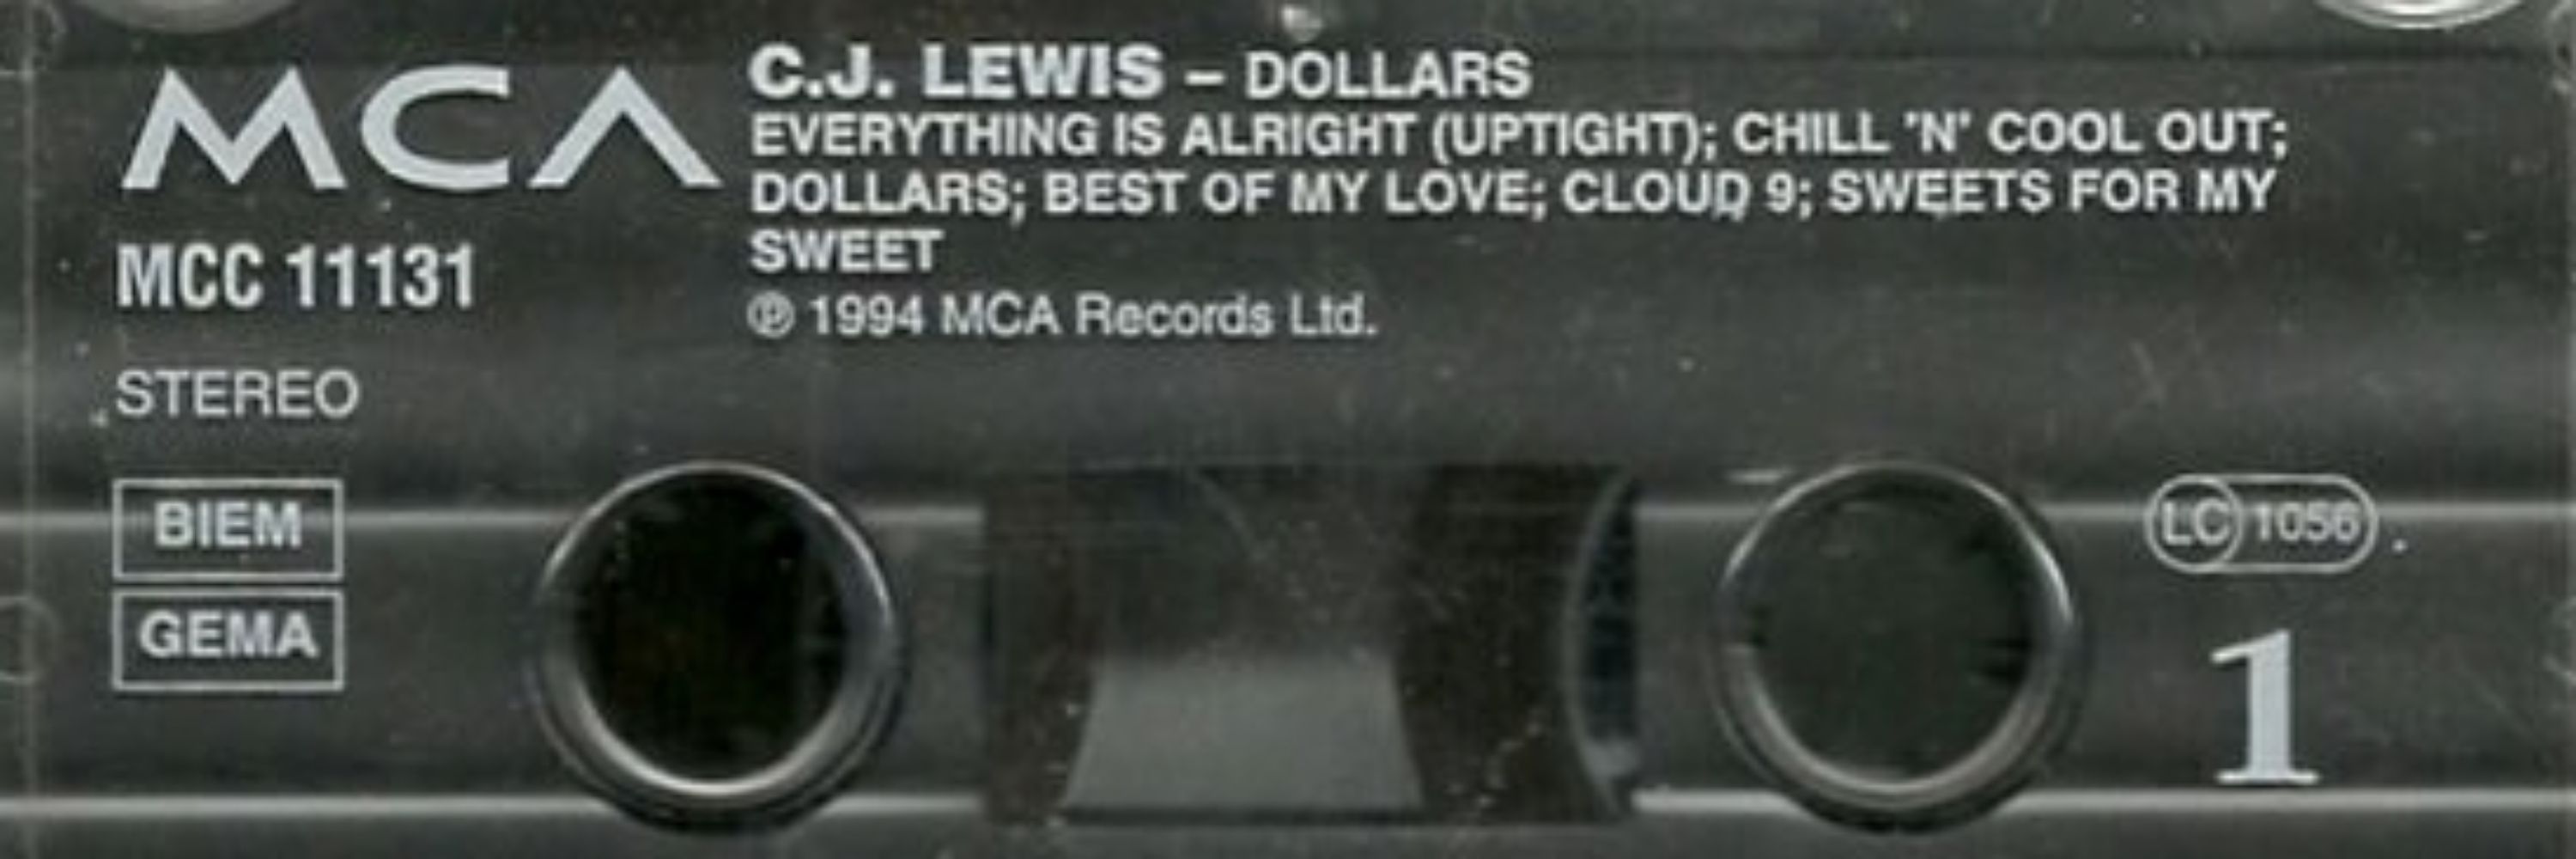 MCA
C.J. LEWIS – DOLLARS
EVERYTHING IS ALRIGHT (UPTIGHT); CHILL 'N' COOL OUT;
DOLLARS; BEST OF MY LOVE; CLOUD 9; SWEETS FOR MY
SWEET
℗ 1994 MCA Records Ltd.
MCC 11131
STEREO
BIEM
GEMA
LC 1056
1